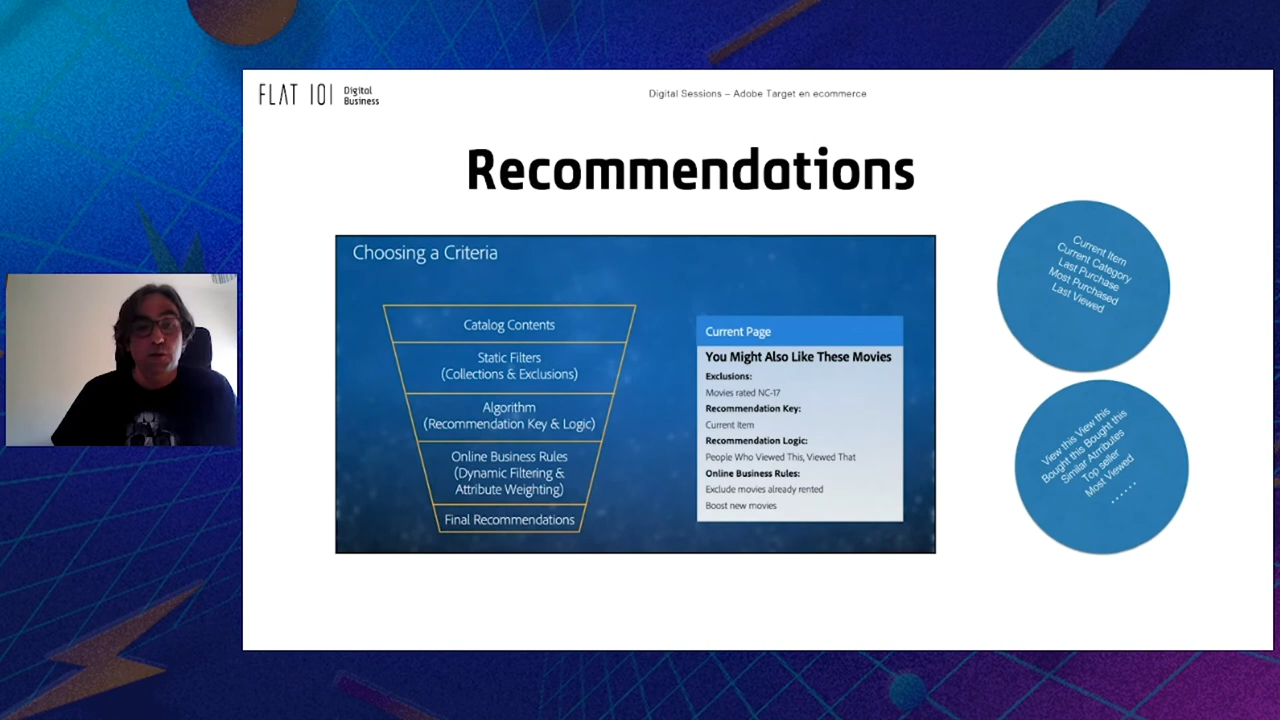 FLAT 101 Digital Business
Digital Sessions – Adobe Target en ecommerce
Recommendations
Choosing a Criteria
Catalog Contents
Static Filters
(Collections & Exclusions)
Algorithm
(Recommendation Key & Logic)
Online Business Rules
(Dynamic Filtering &
Attribute Weighting)
Final Recommendations
Current Page
You Might Also Like These Movies
Exclusions:
Movies rated NC-17
Recommendation Key:
Current Item
Recommendation Logic:
People Who Viewed This, Viewed That
Online Business Rules:
Exclude movies already rented
Boost new movies
Current Item
Current Category
Last Purchase
Most Purchased
Last Viewed
View this View this
Bought this Bought this
Similar Atrributes
Top seller
Most Viewed
. . . . . .